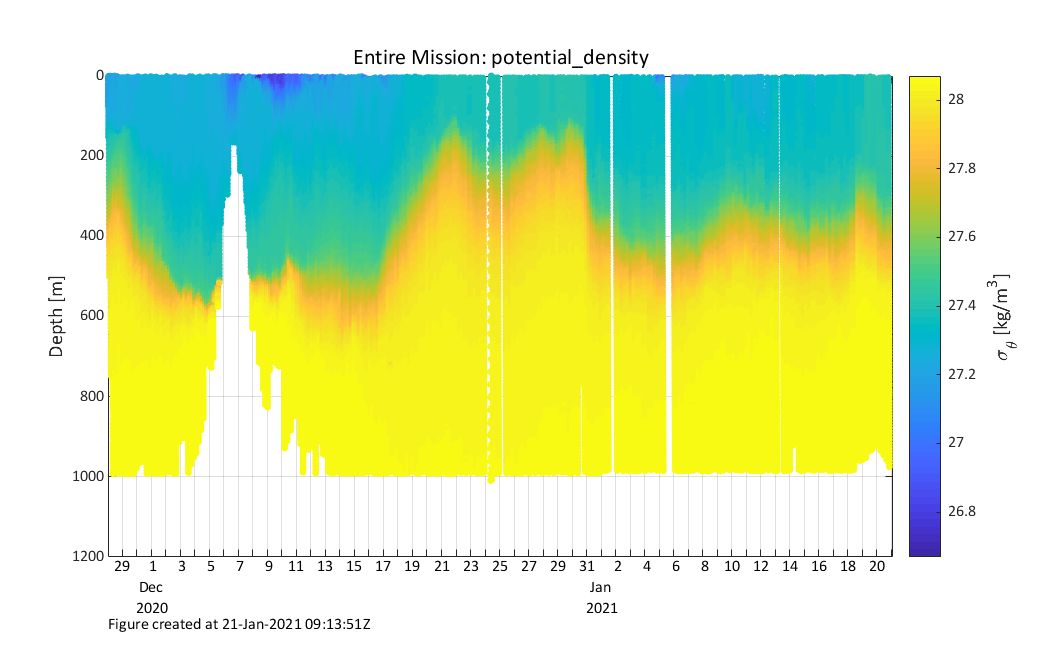 Entire Mission: potential_density
0
200
400
600
800
1000
1200
Depth [m]
29 1 3 5 7 9 11 13 15 17 19 21 23 25 27 29 31 2 4 6 8 10 12 14 16 18 20
Dec Jan
2020 2021
28
27.8
27.6
27.4
27.2
27
26.8
σθ [kg/m³]
Figure created at 21-Jan-2021 09:13:51Z